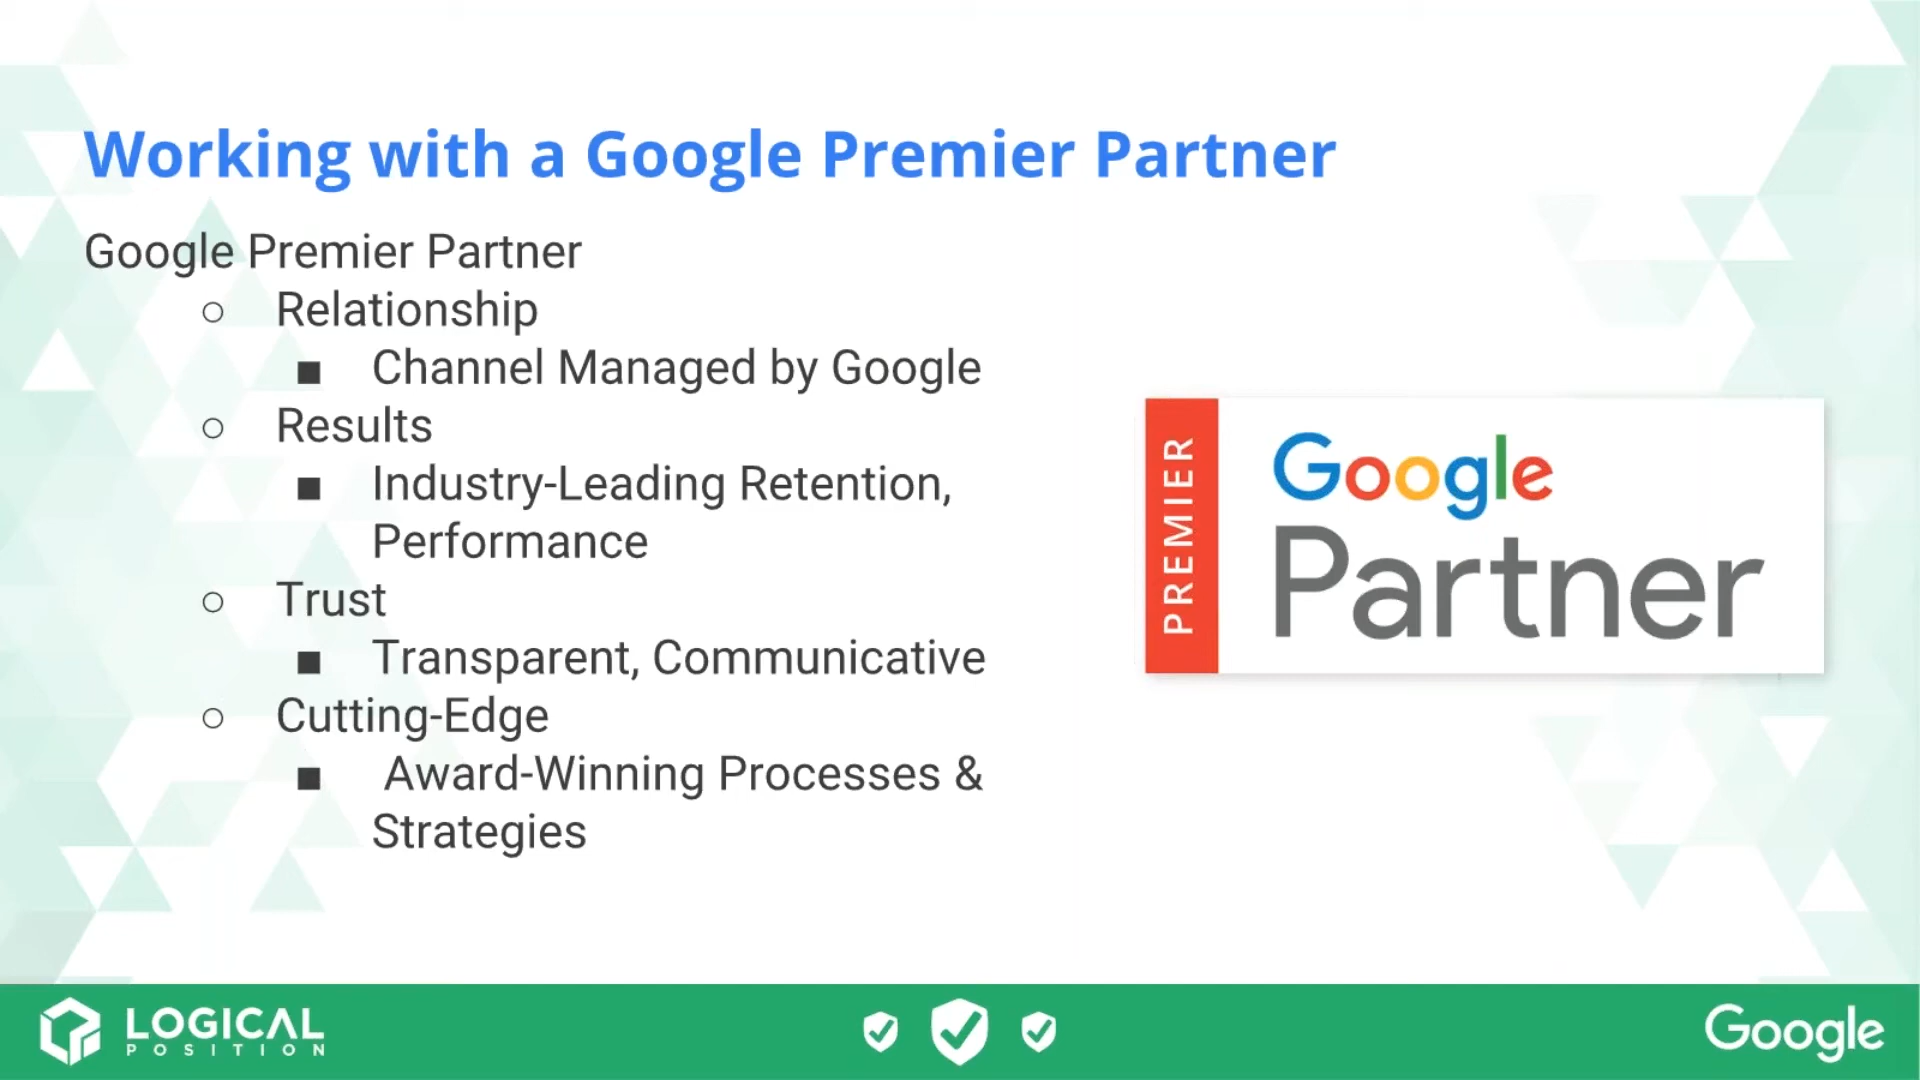 Working with a Google Premier Partner
Google Premier Partner
○ Relationship
■ Channel Managed by Google
○ Results
■ Industry-Leading Retention,
Performance
○ Trust
■ Transparent, Communicative
○ Cutting-Edge
■ Award-Winning Processes &
Strategies
PREMIER
Google
Partner
LOGICAL
POSITION
Google